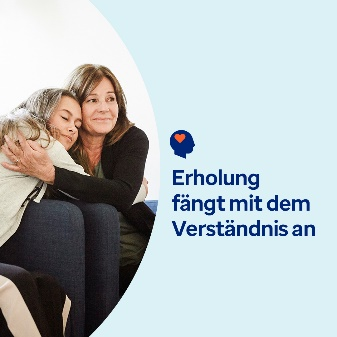 Erholung
fängt mit dem
Verständnis an